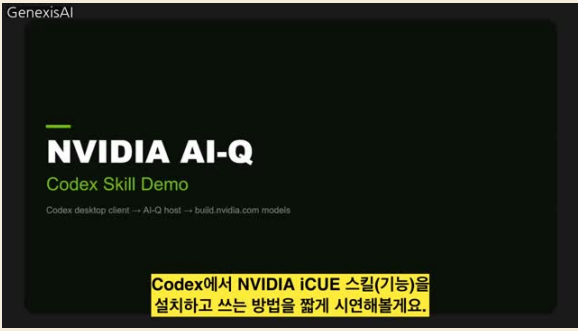 GenexisAI
NVIDIA AI-Q
Codex Skill Demo
Codex desktop client → AI-Q host → build.nvidia.com models
Codex에서 NVIDIA iCUE 스킬(기능)을
설치하고 쓰는 방법을 짧게 시연해볼게요.